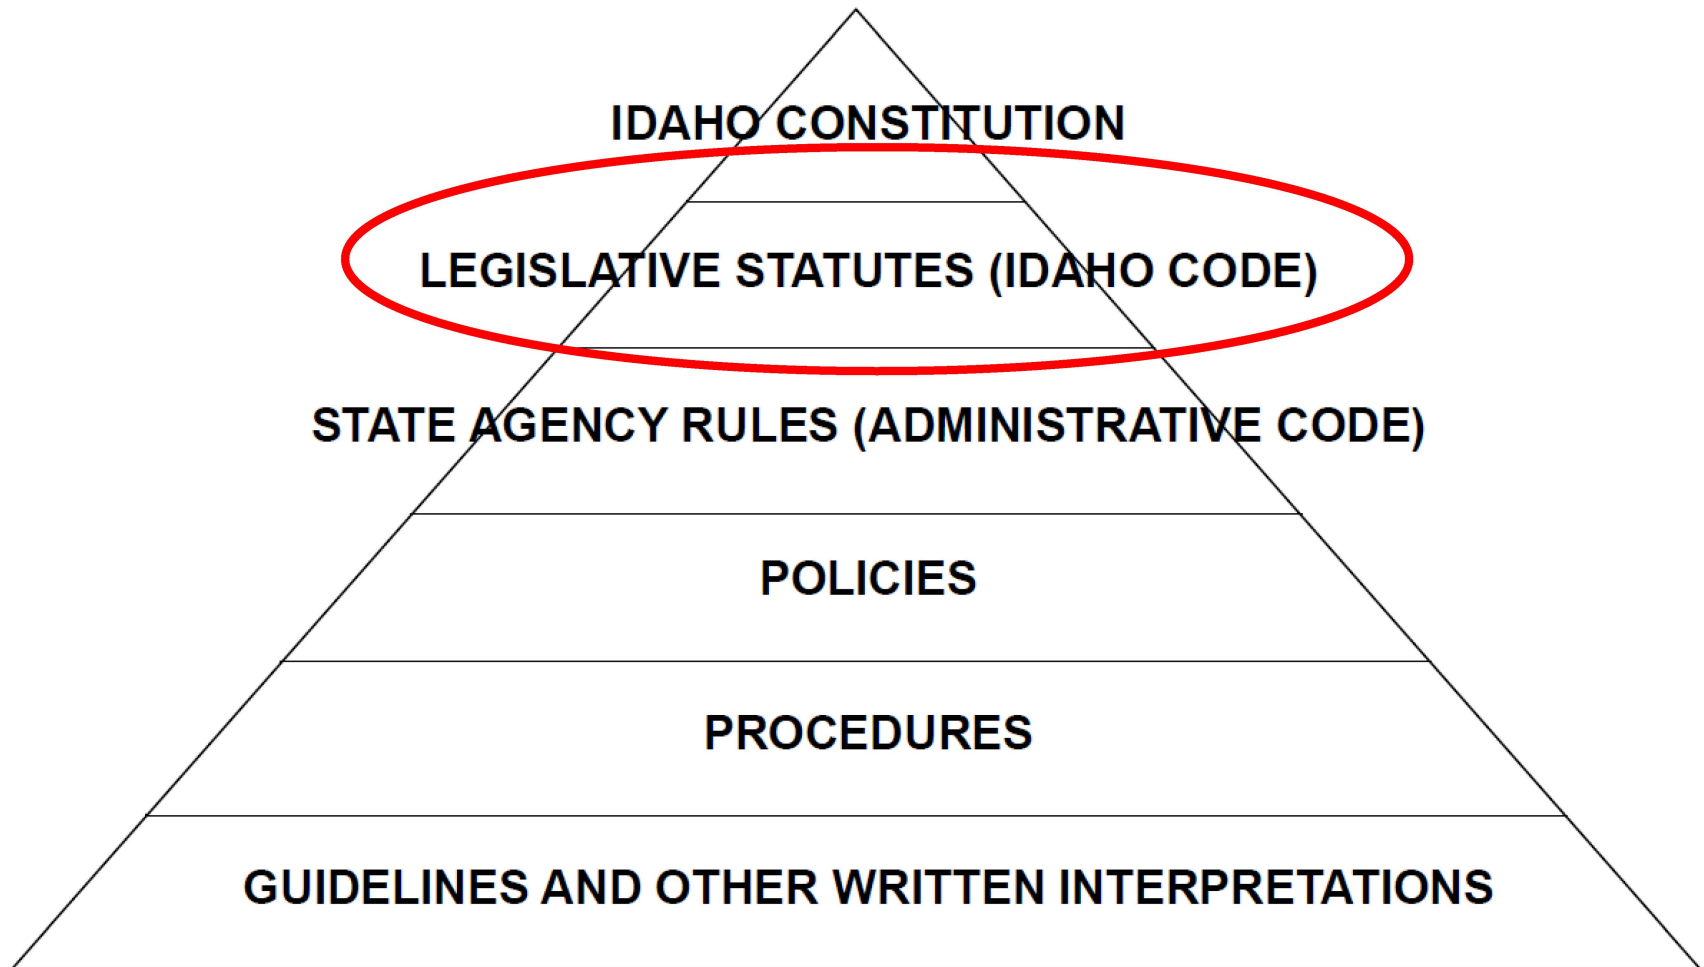 IDAHO CONSTITUTION
LEGISLATIVE STATUTES (IDAHO CODE)
STATE AGENCY RULES (ADMINISTRATIVE CODE)
POLICIES
PROCEDURES
GUIDELINES AND OTHER WRITTEN INTERPRETATIONS